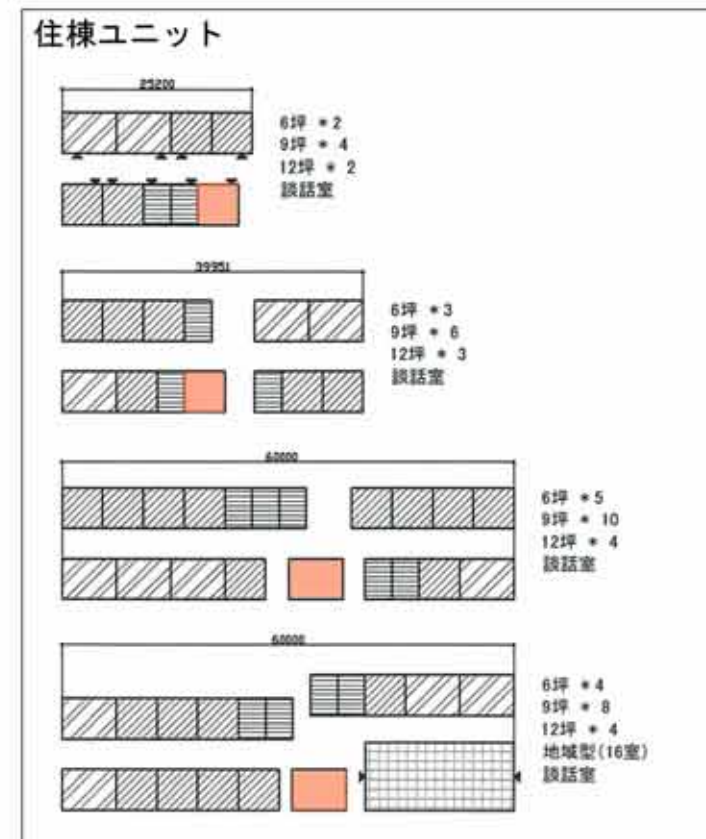 住棟ユニット
25200
6坪 * 2
9坪 * 4
12坪 * 2
談話室
39951
6坪 * 3
9坪 * 6
12坪 * 3
談話室
60000
6坪 * 5
9坪 * 10
12坪 * 4
談話室
60000
6坪 * 4
9坪 * 8
12坪 * 4
地域型(16室)
談話室